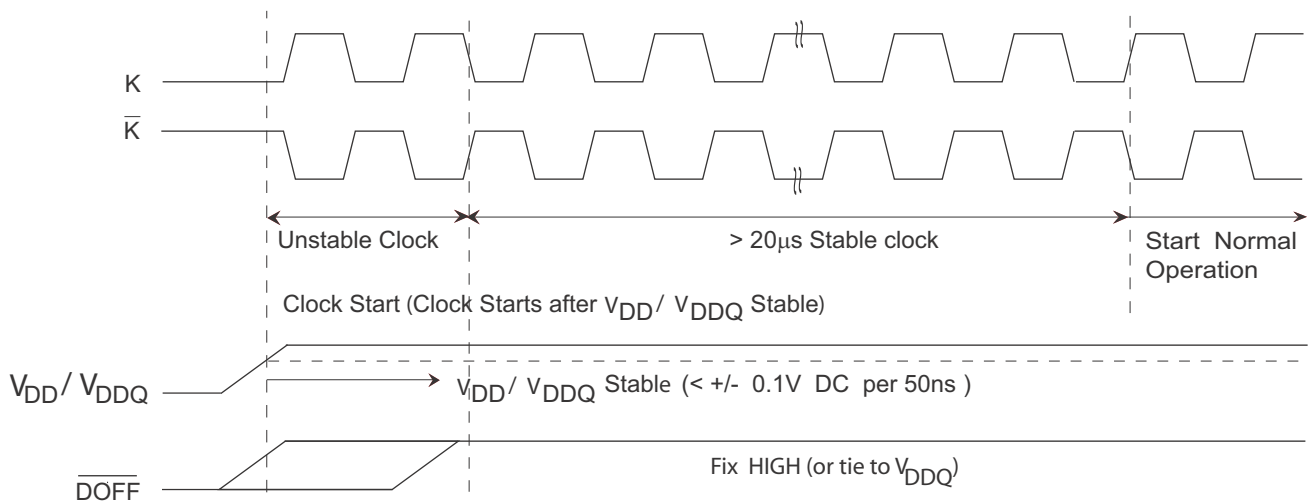 K
K̅
Unstable Clock
> 20μs Stable clock
Start Normal
Operation
Clock Start (Clock Starts after VDD/ VDDQ Stable)
VDD/ VDDQ
VDD/ VDDQ Stable (< +/- 0.1V DC per 50ns )
Fix HIGH (or tie to VDDQ)
D̅O̅F̅F̅